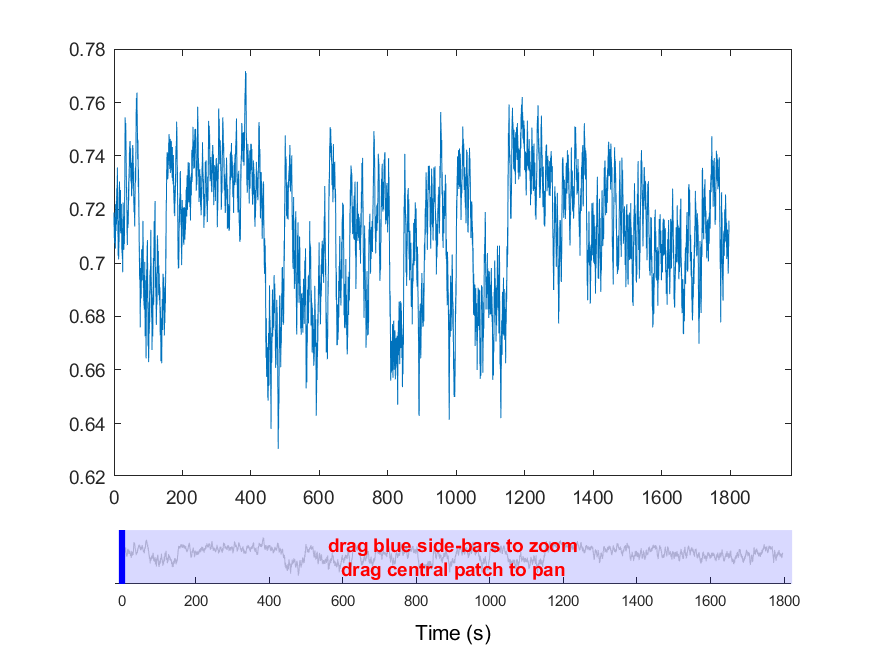 0.78
0.76
0.74
0.72
0.7
0.68
0.66
0.64
0.62
0 200 400 600 800 1000 1200 1400 1600 1800
drag blue side-bars to zoom
drag central patch to pan
0 200 400 600 800 1000 1200 1400 1600 1800
Time (s)